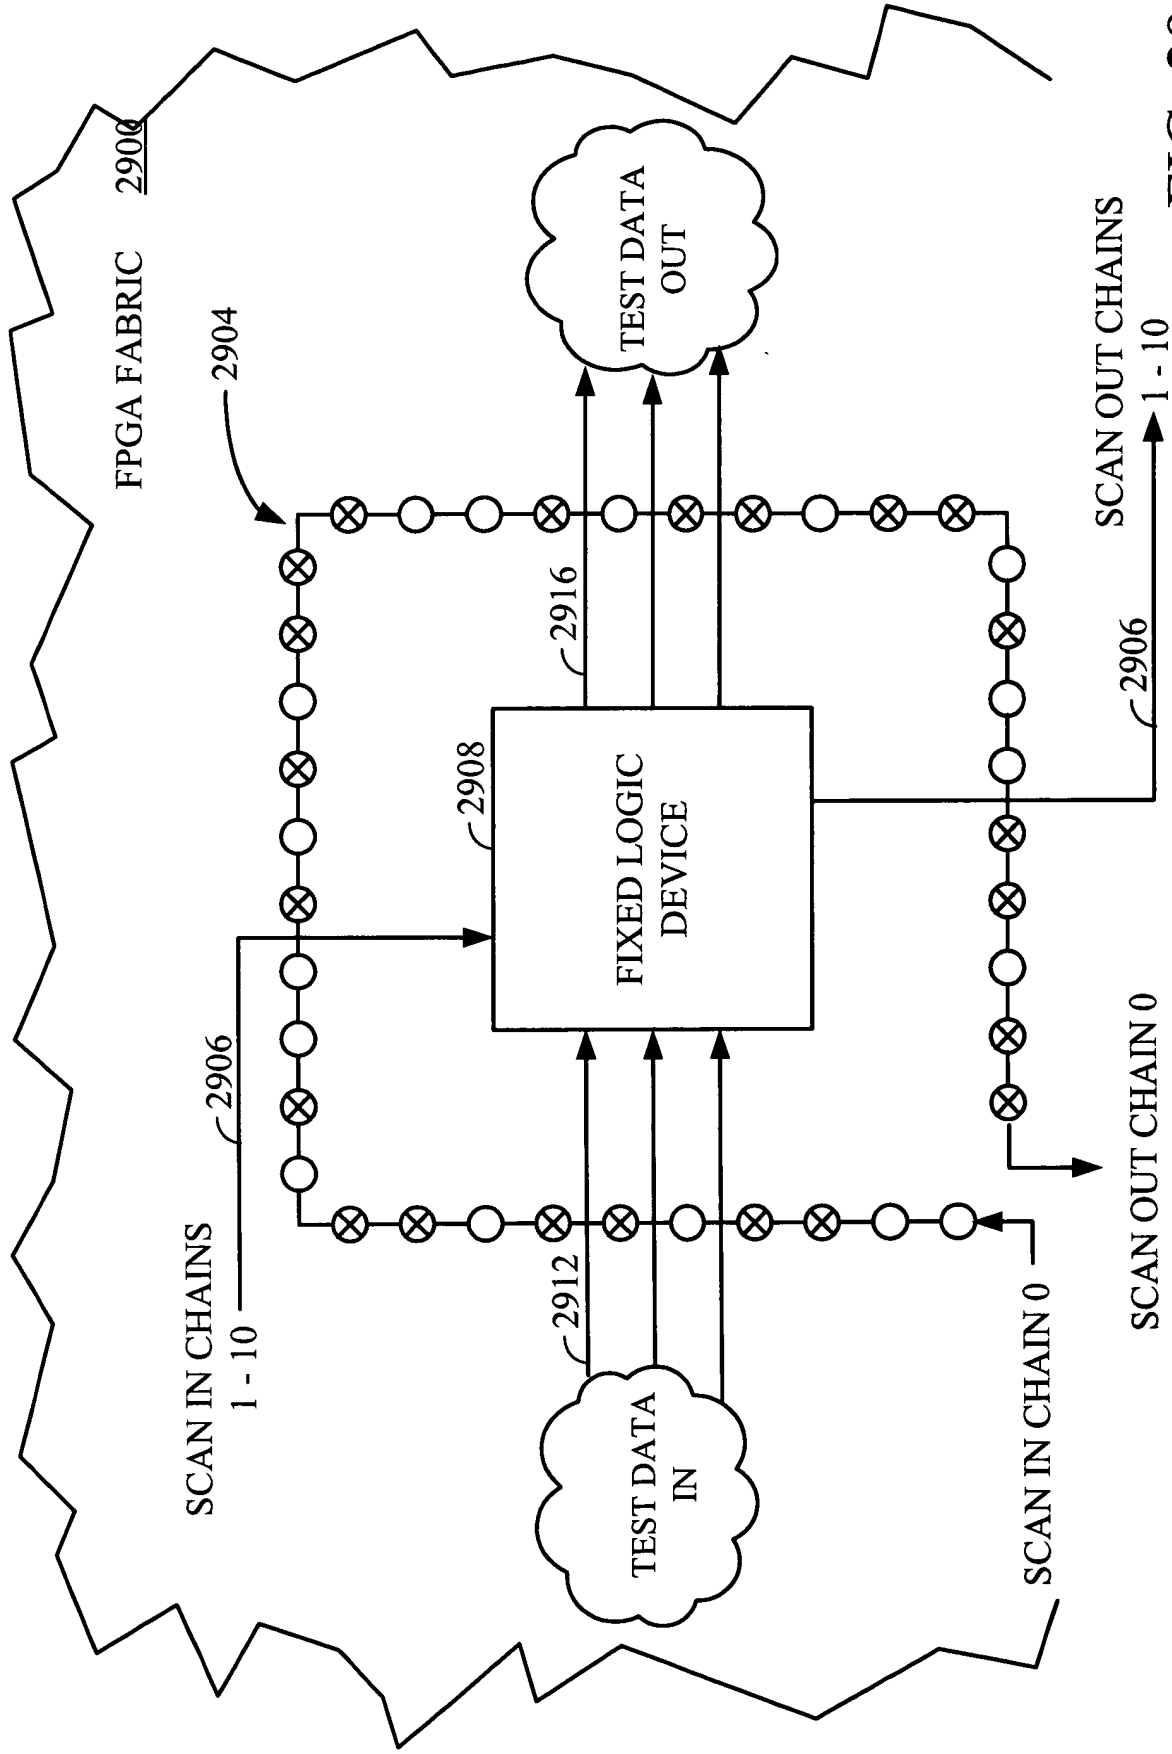 FPGA FABRIC 2900
2904
SCAN IN CHAINS
1 - 10
2906
2908
FIXED LOGIC
DEVICE
2912
2916
TEST DATA
IN
TEST DATA
OUT
SCAN IN CHAIN 0
SCAN OUT CHAIN 0
2906
SCAN OUT CHAINS
1 - 10